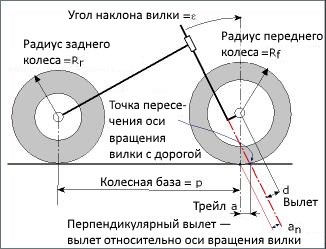 Угол наклона вилки =ε
Радиус заднего
колеса =Rr
Радиус переднего
колеса =Rf
Точка пересе-
чения оси
вращения
вилки с дорогой
d
Вылет
Колесная база = p
Трейл a
an
Перпендикулярный вылет —
вылет относительно оси вращения вилки